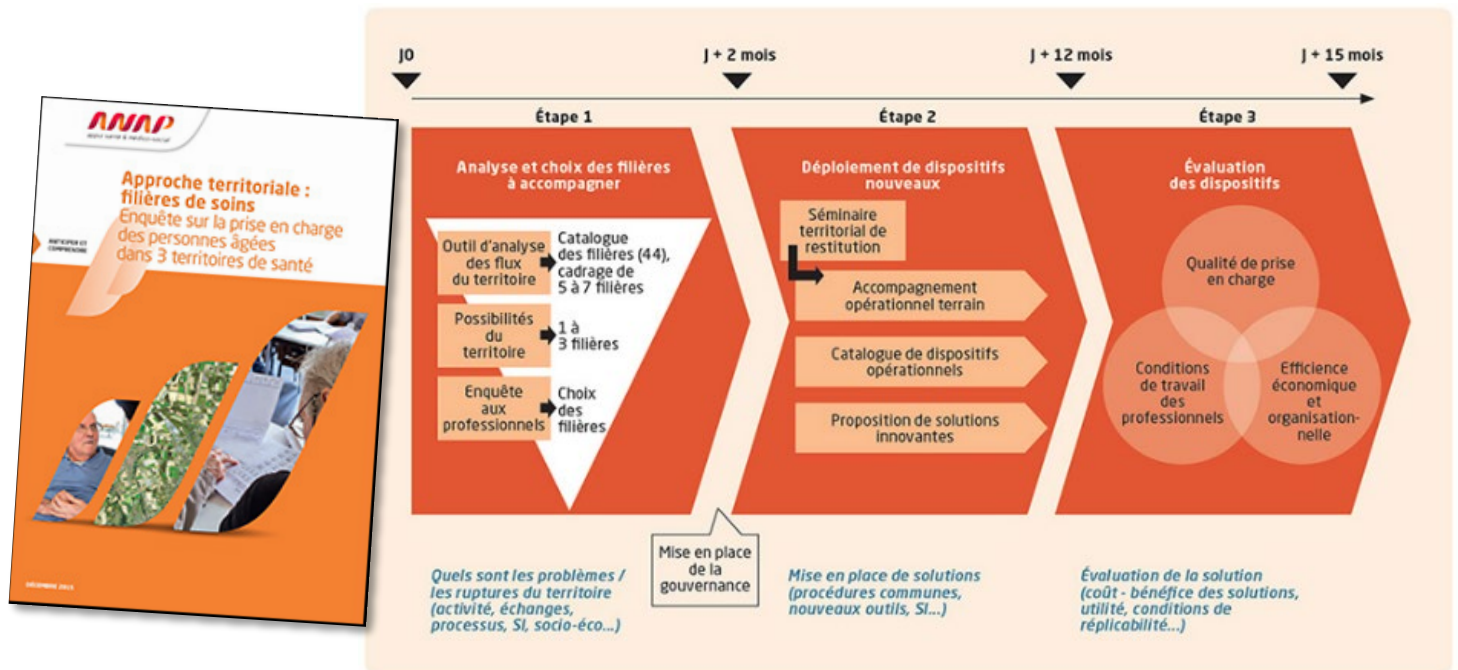 ANAP
appui santé & médico-social
Approche territoriale :
filières de soins
Enquête sur la prise en charge
des personnes âgées
dans 3 territoires de santé
ANTICIPER ET
COMPRENDRE
DÉCEMBRE 2015
J0
J + 2 mois
J + 12 mois
J + 15 mois
Étape 1
Étape 2
Étape 3
Analyse et choix des filières
à accompagner
Outil d'analyse
des flux
du territoire
Catalogue
des filières (44),
cadrage de
5 à 7 filières
Possibilités
du
territoire
1 à
3 filières
Enquête
aux
professionnels
Choix
des
filières
Déploiement de dispositifs
nouveaux
Séminaire
territorial de
restitution
Accompagnement
opérationnel terrain
Catalogue de dispositifs
opérationnels
Proposition de solutions
innovantes
Évaluation
des dispositifs
Qualité de prise
en charge
Conditions
de travail
des
professionnels
Efficience
économique
et
organisation-
nelle
Mise en place
de la
gouvernance
Quels sont les problèmes /
les ruptures du territoire
(activité, échanges,
processus, SI, socio-éco...)
Mise en place de solutions
(procédures communes,
nouveaux outils, SI...)
Évaluation de la solution
(coût - bénéfice des solutions,
utilité, conditions de
réplicabilité...)